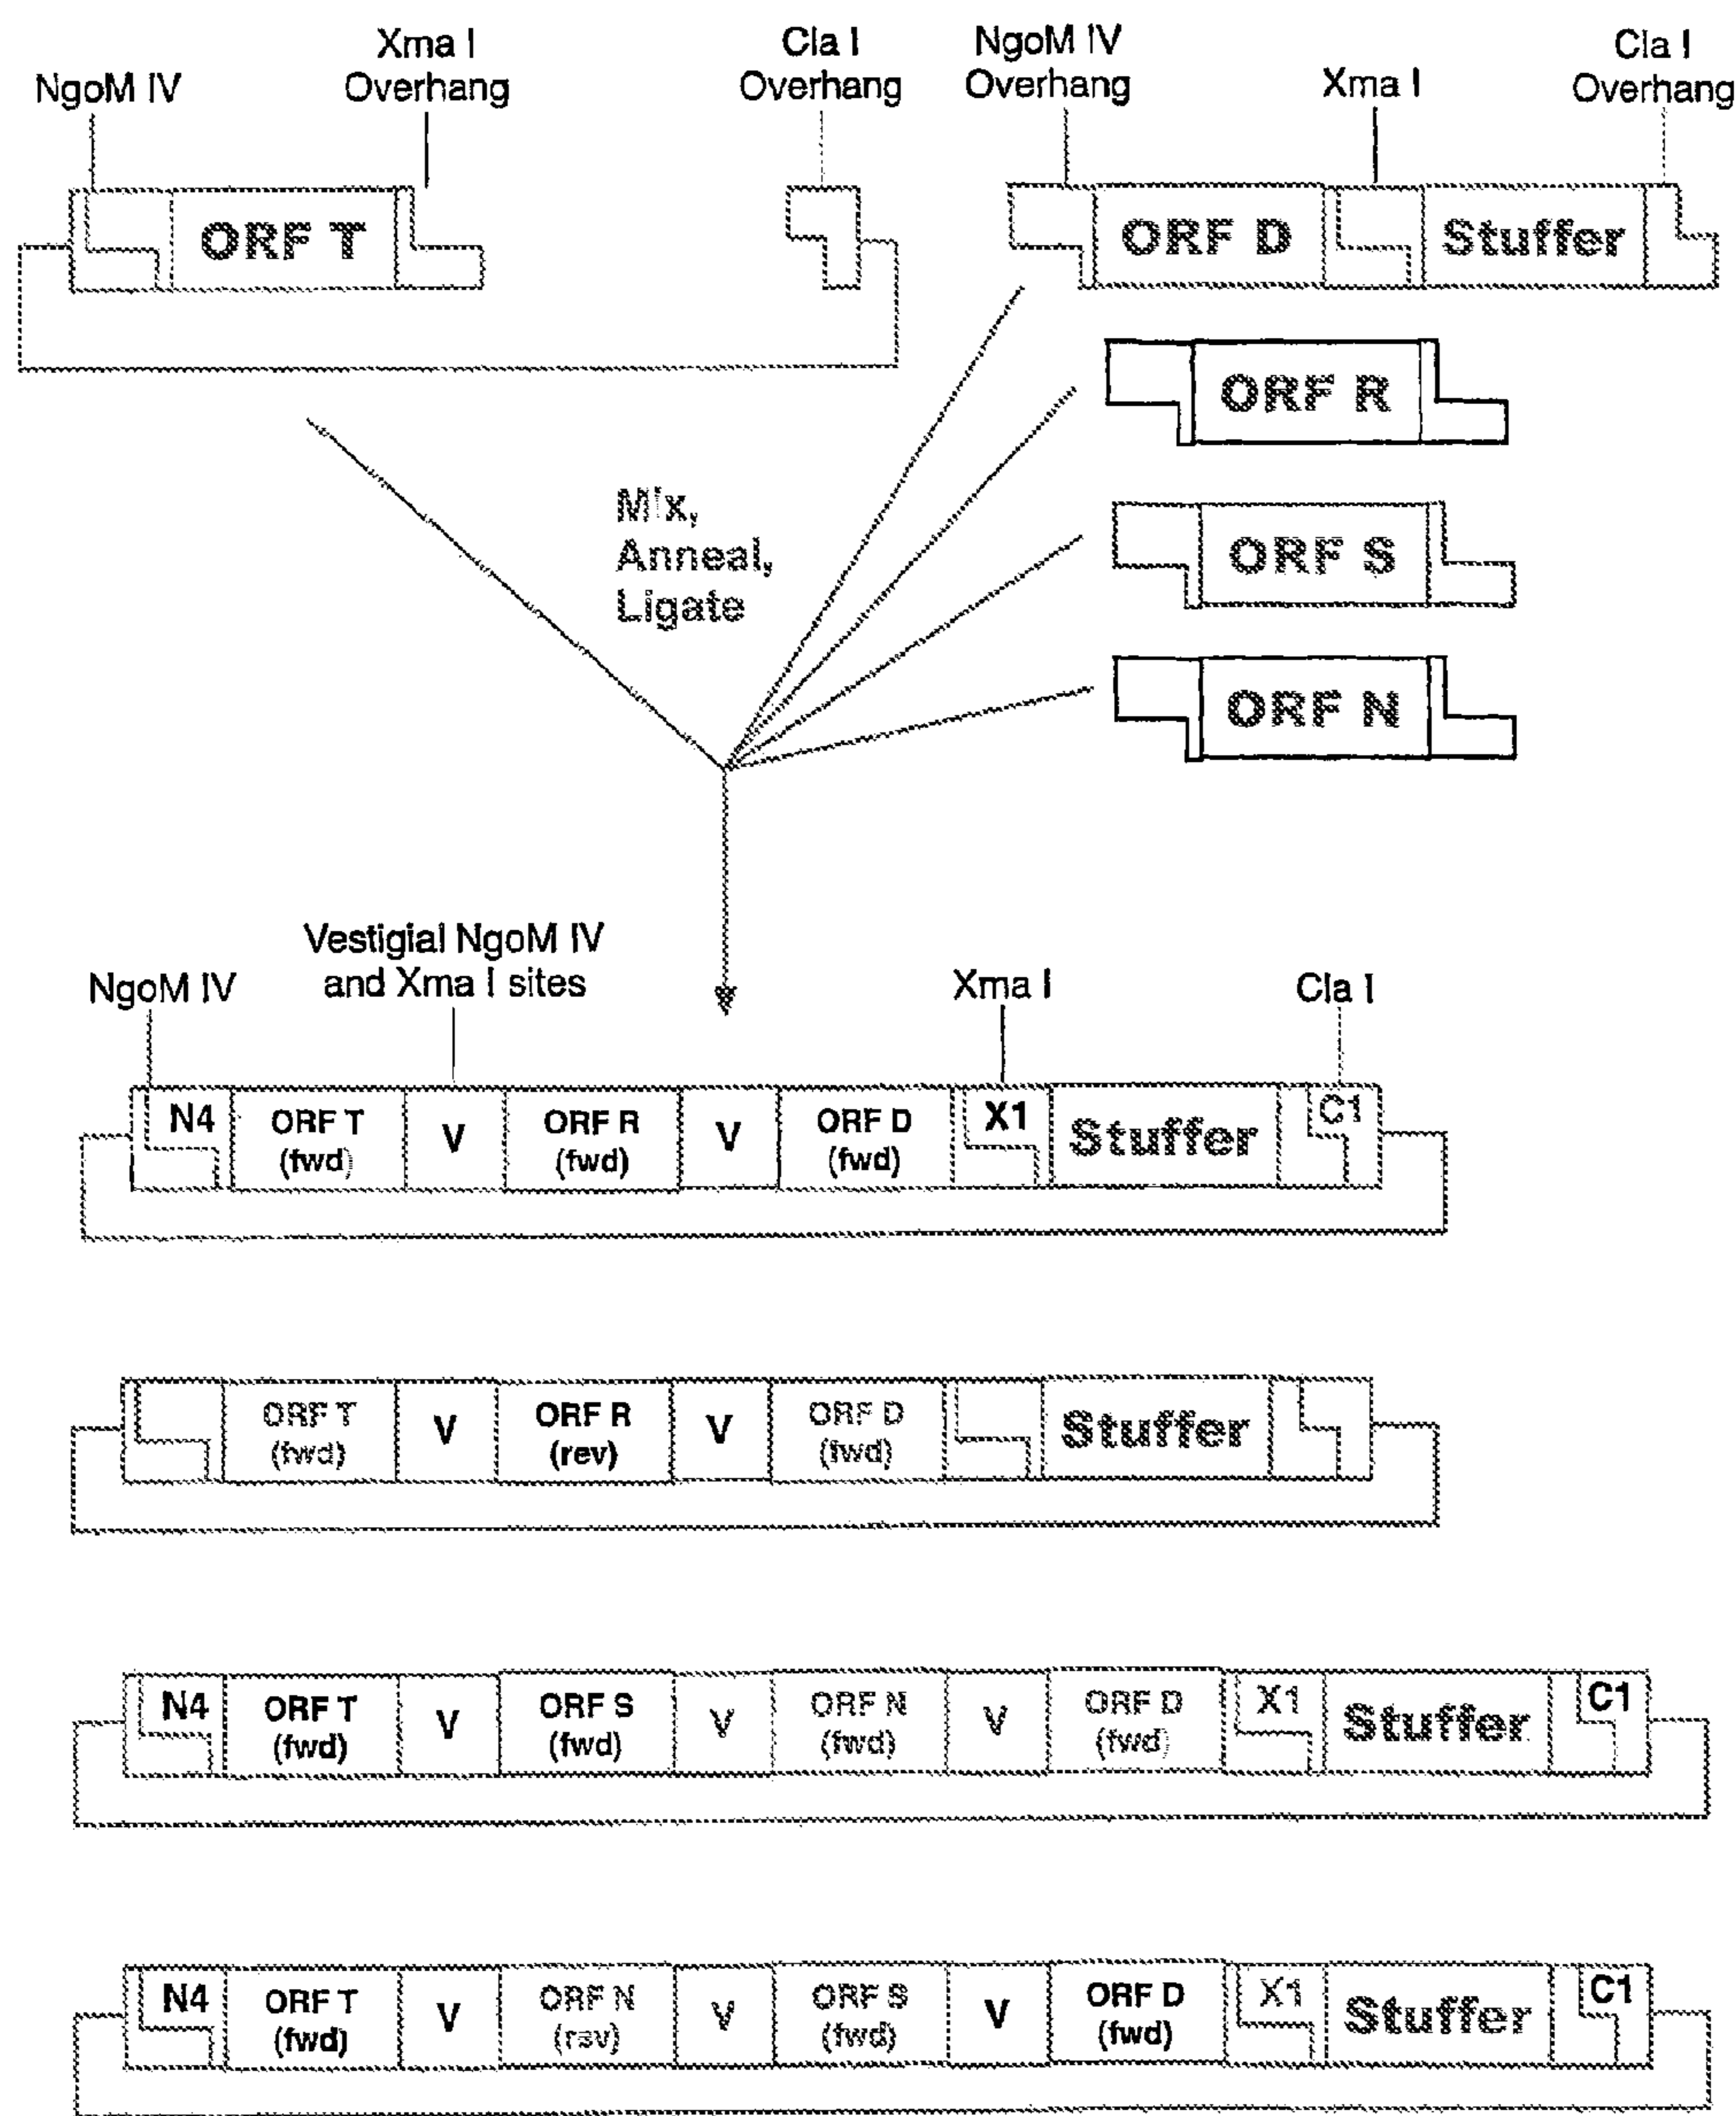 NgoM IV
Xma I
Overhang
Cla I
Overhang
NgoM IV
Overhang
Xma I
Cla I
Overhang
ORF T
ORF D
Stuffer
ORF R
ORF S
ORF N
Mix,
Anneal,
Ligate
NgoM IV
Vestigial NgoM IV
and Xma I sites
Xma I
Cla I
N4
ORF T
(fwd)
V
ORF R
(fwd)
V
ORF D
(fwd)
X1
Stuffer
C1
ORF T
(fwd)
V
ORF R
(rev)
V
ORF D
(fwd)
Stuffer
N4
ORF T
(fwd)
V
ORF S
(fwd)
V
ORF N
(fwd)
V
ORF D
(fwd)
X1
Stuffer
C1
N4
ORF T
(fwd)
V
ORF N
(rev)
V
ORF S
(fwd)
V
ORF D
(fwd)
X1
Stuffer
C1